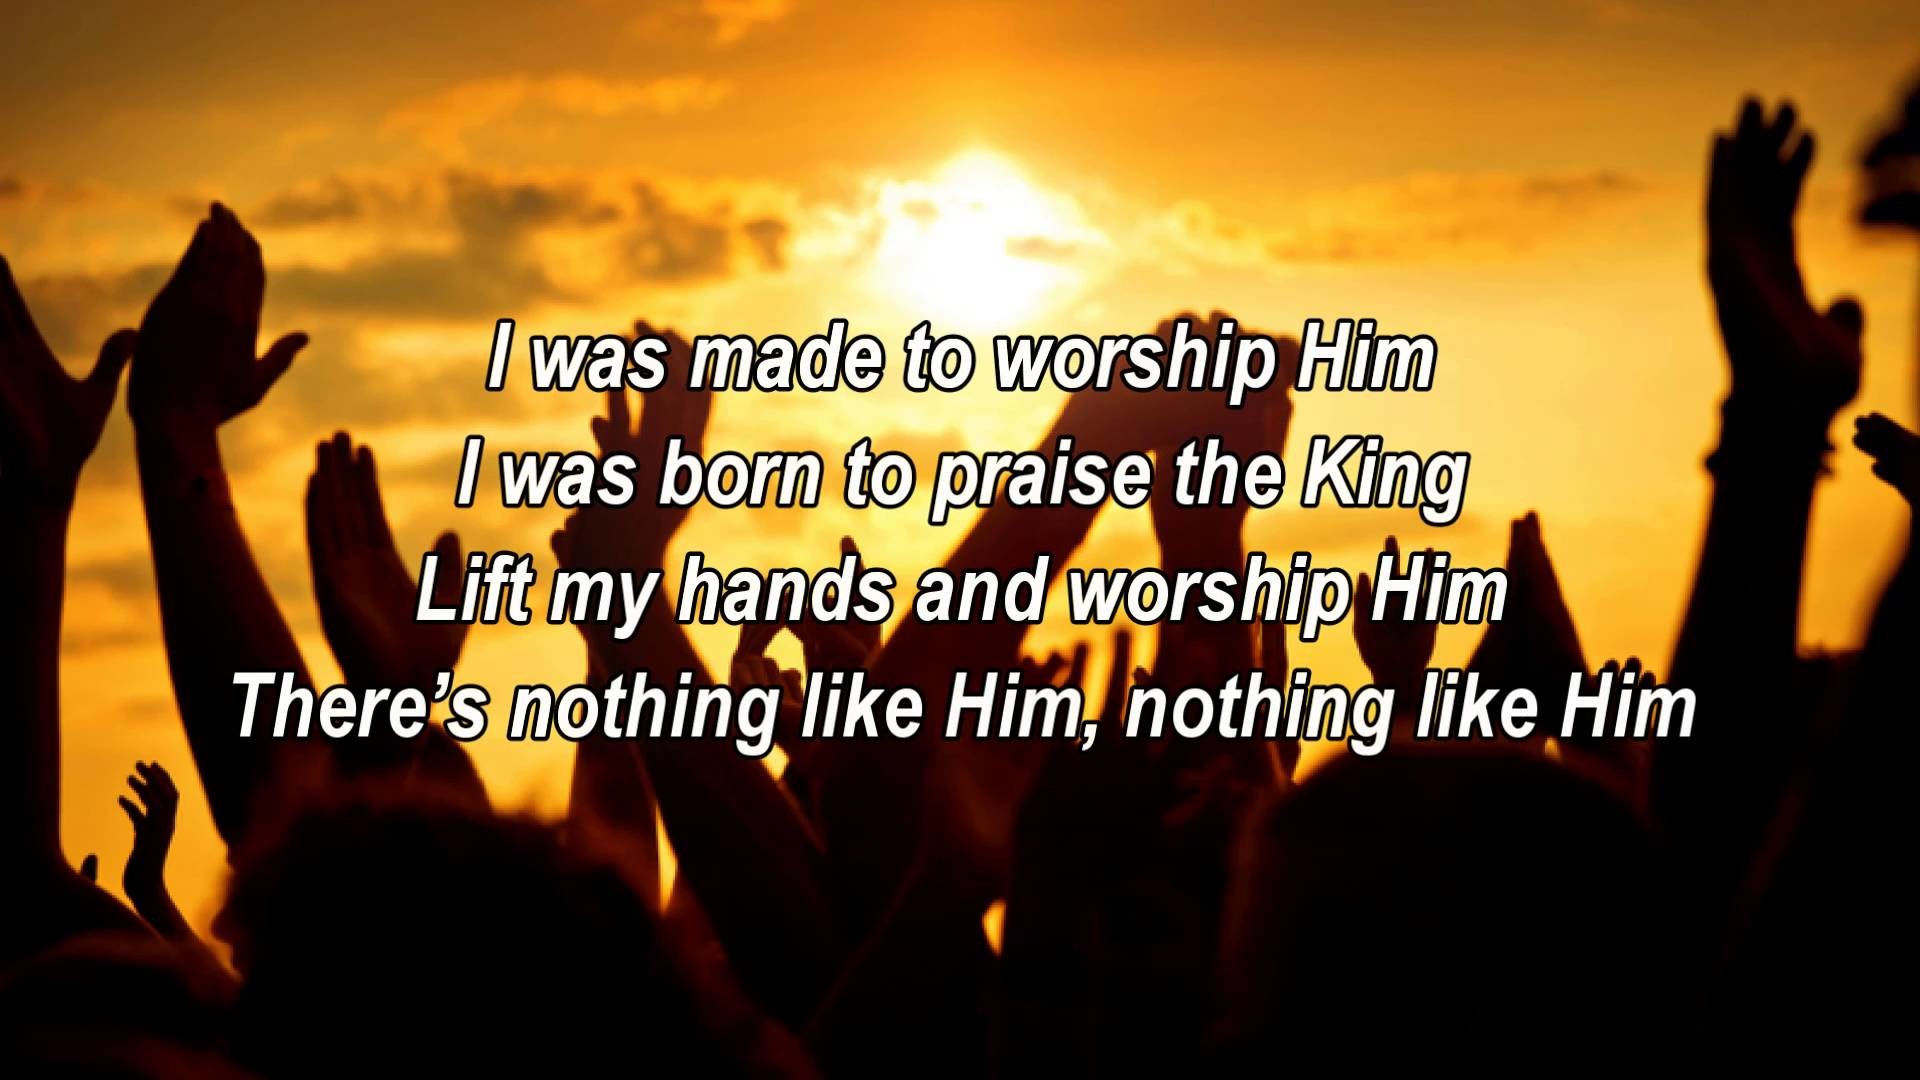 I was made to worship Him
I was born to praise the King
Lift my hands and worship Him
There’s nothing like Him, nothing like Him